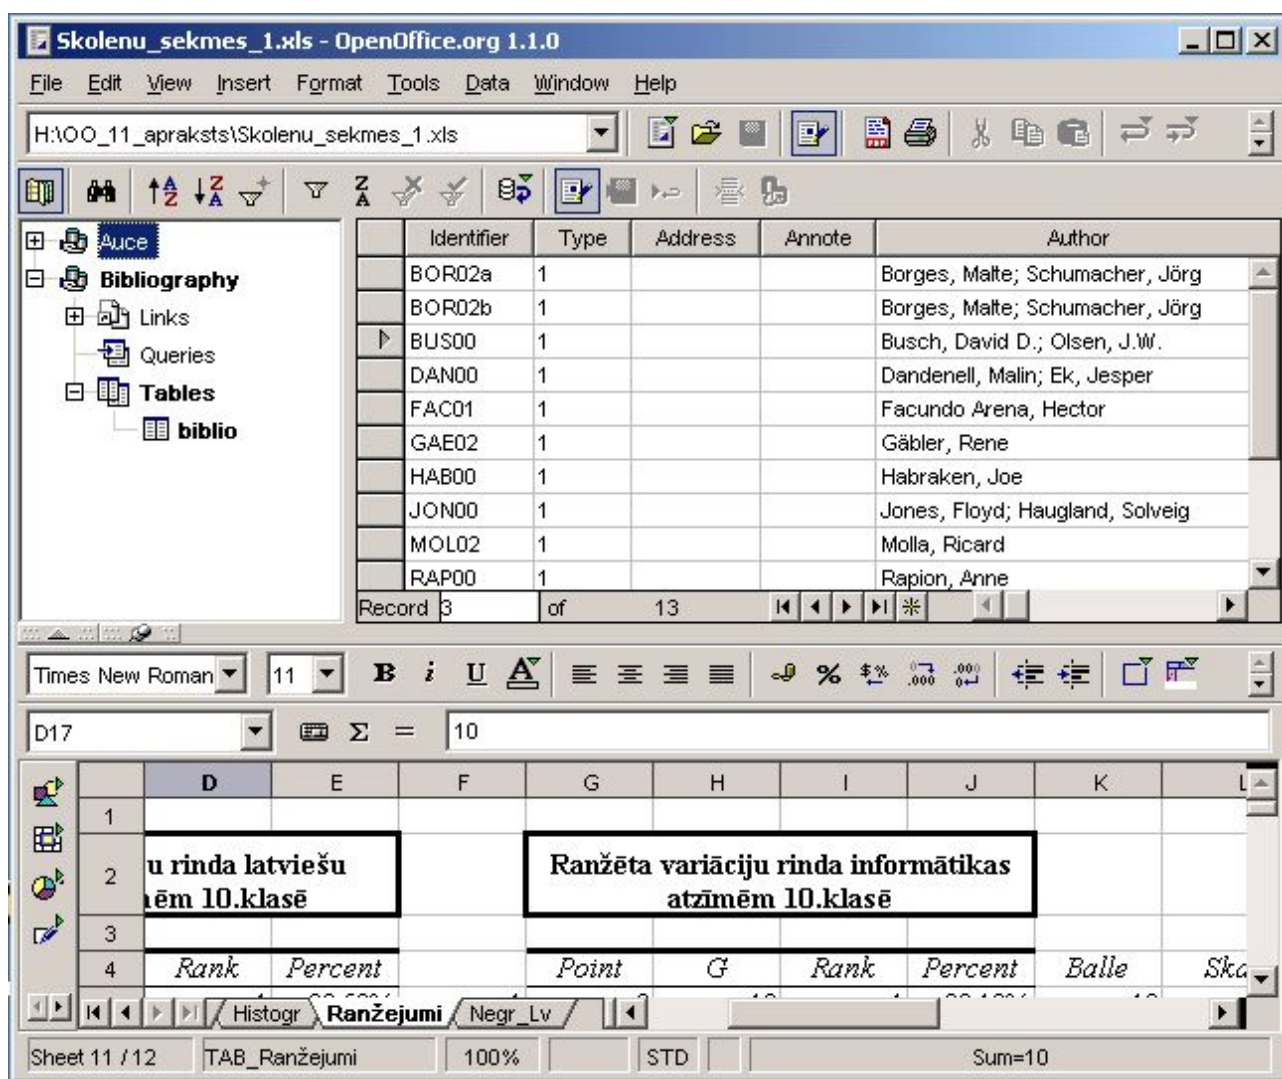 Skolenu_sekmes_1.xls - OpenOffice.org 1.1.0
File Edit View Insert Format Tools Data Window Help
H:\OO_11_apraksts\Skolenu_sekmes_1.xls
Auce
Bibliography
Links
Queries
Tables
biblio
Identifier Type Address Annote Author
BOR02a 1 Borges, Malte; Schumacher, Jörg
BOR02b 1 Borges, Malte; Schumacher, Jörg
BUS00 1 Busch, David D.; Olsen, J.W.
DAN00 1 Dandenell, Malin; Ek, Jesper
FAC01 1 Facundo Arena, Hector
GAE02 1 Gäbler, Rene
HAB00 1 Habraken, Joe
JON00 1 Jones, Floyd; Haugland, Solveig
MOL02 1 Molla, Ricard
RAP00 1 Rapion, Anne
Record 3 of 13
Times New Roman 11 B i U A
D17 Σ = 10
D E F G H I J K L
1
2 u rinda latviešu Ranžēta variāciju rinda informātikas
ēm 10.klasē atzīmēm 10.klasē
3
4 Rank Percent Point G Rank Percent Balle Ska
Histogr Ranžejumi Negr_Lv
Sheet 11 / 12 TAB_Ranžejumi 100% STD Sum=10